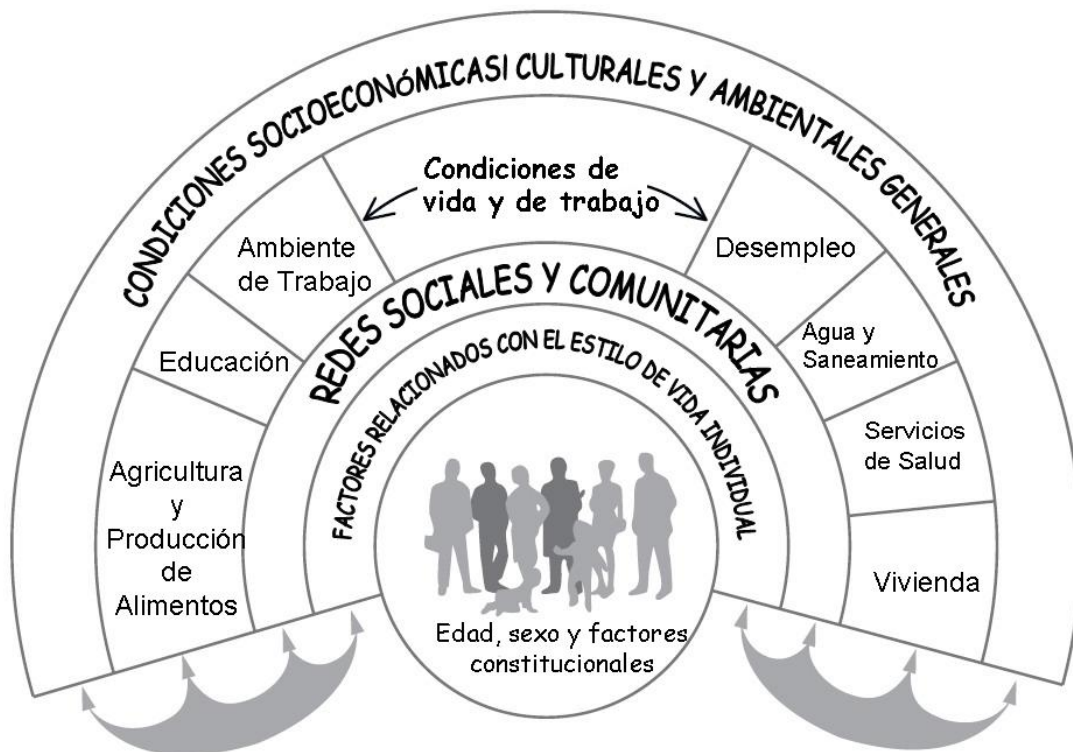 CONDICIONES SOCIOECONóMICASI CULTURALES Y AMBIENTALES GENERALES
Condiciones de
vida y de trabajo
Ambiente
de Trabajo
Desempleo
REDES SOCIALES Y COMUNITARIAS
Educación
Agua y
Saneamiento
FACTORES RELACIONADOS CON EL ESTILO DE VIDA INDIVIDUAL
Agricultura
y
Producción
de
Alimentos
Servicios
de Salud
Vivienda
Edad, sexo y factores
constitucionales